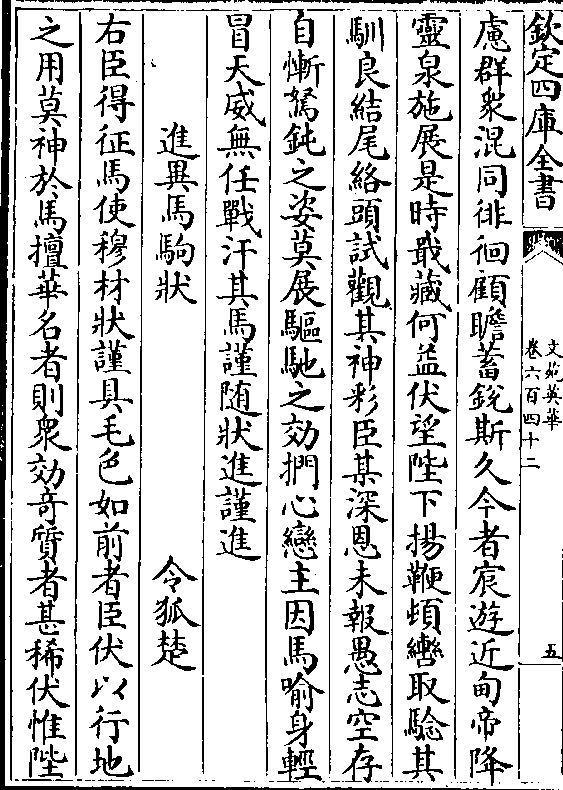 欽定四庫全書
文苑英華
卷六百四十二
五
慮群衆混同徘徊顧瞻蓄銳斯久今者宸遊近甸帝降
靈泉施展是時戢藏何益伏望陛下揚鞭頓轡取驗其
馴良結尾絡頭試觀其神彩臣某深恩未報愚志空存
自慚駑鈍之姿莫展驅馳之効捫心戀主因馬喻身輕
冒天威無任戰汗其馬謹随狀進謹進
進異馬駒狀
令狐楚
右臣得征馬使穆林狀謹具毛色如前者臣伏以行地
之用莫神於馬擅華名者則衆効竒質者甚稀伏惟陛